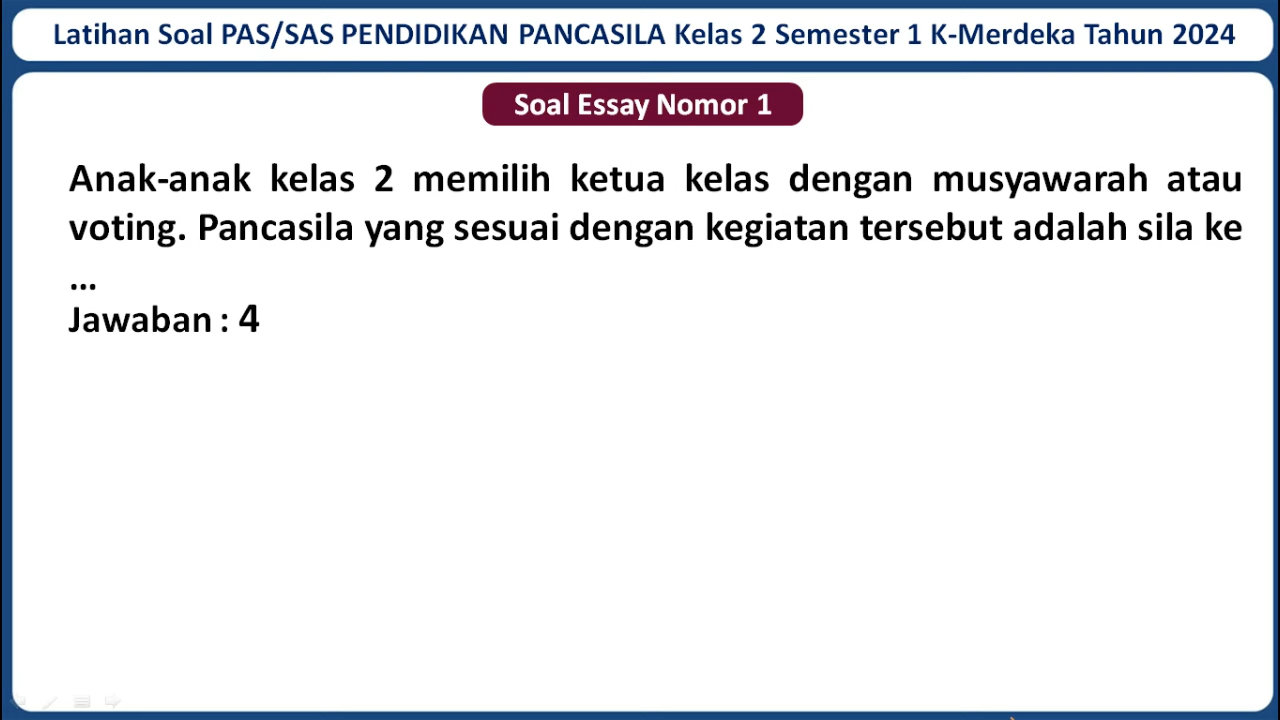 Latihan Soal PAS/SAS PENDIDIKAN PANCASILA Kelas 2 Semester 1 K-Merdeka Tahun 2024
Soal Essay Nomor 1
Anak-anak kelas 2 memilih ketua kelas dengan musyawarah atau
voting. Pancasila yang sesuai dengan kegiatan tersebut adalah sila ke
...
Jawaban : 4